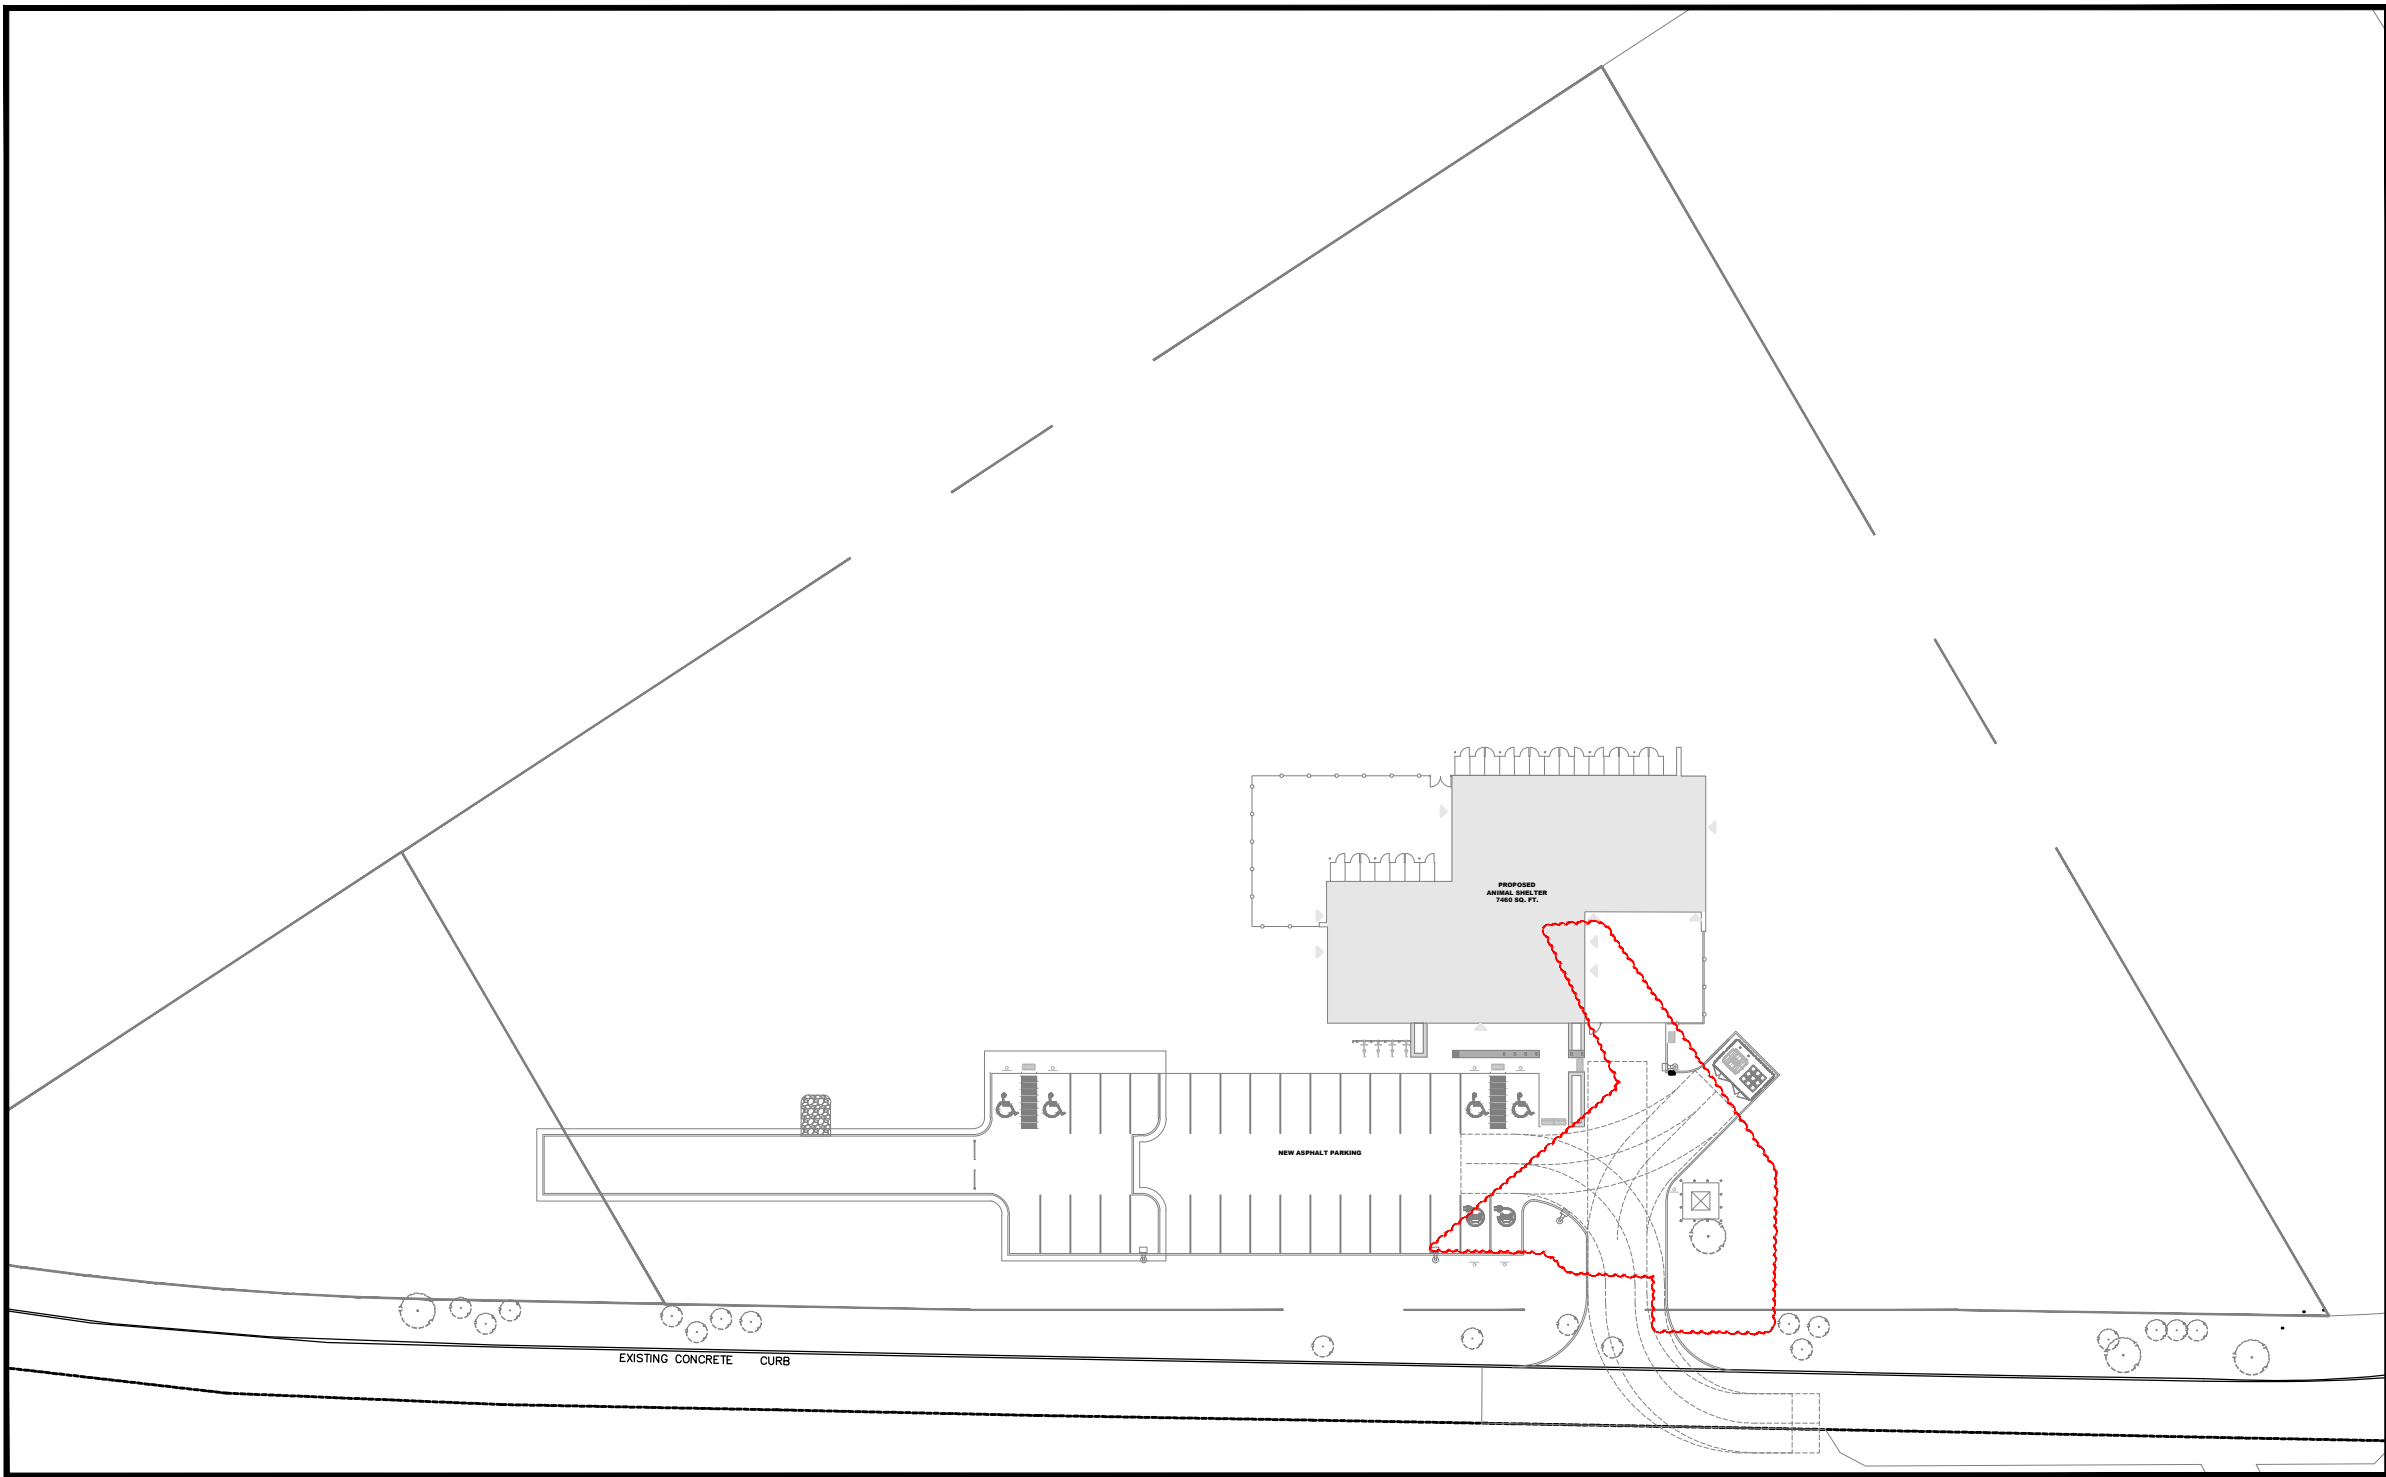 PROPOSED
ANIMAL SHELTER
7460 SQ. FT.
NEW ASPHALT PARKING
EXISTING CONCRETE CURB